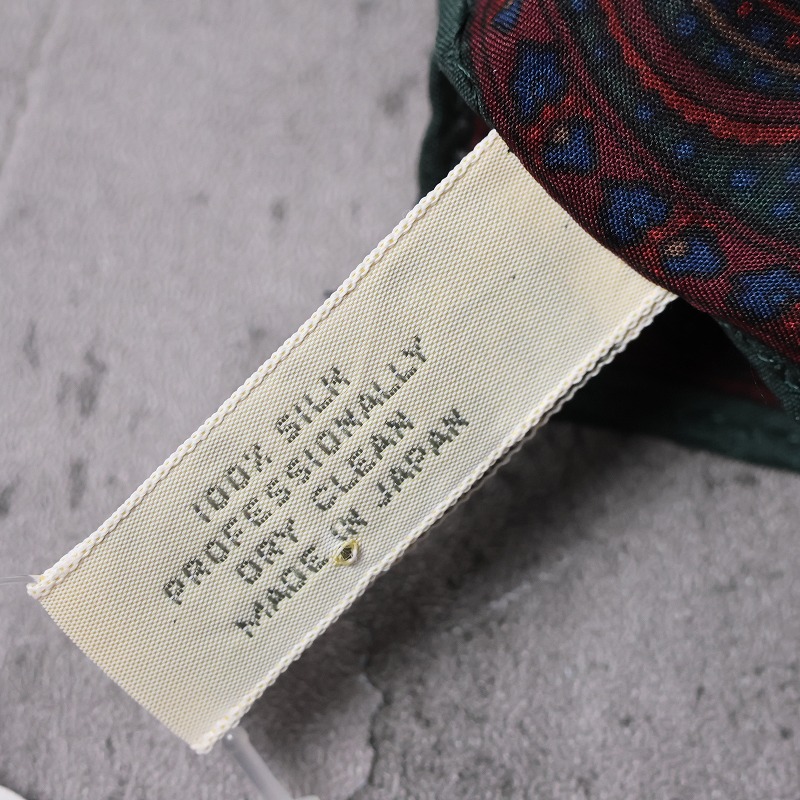 100% SILK
PROFESSIONALLY
DRY CLEAN
MADE IN JAPAN